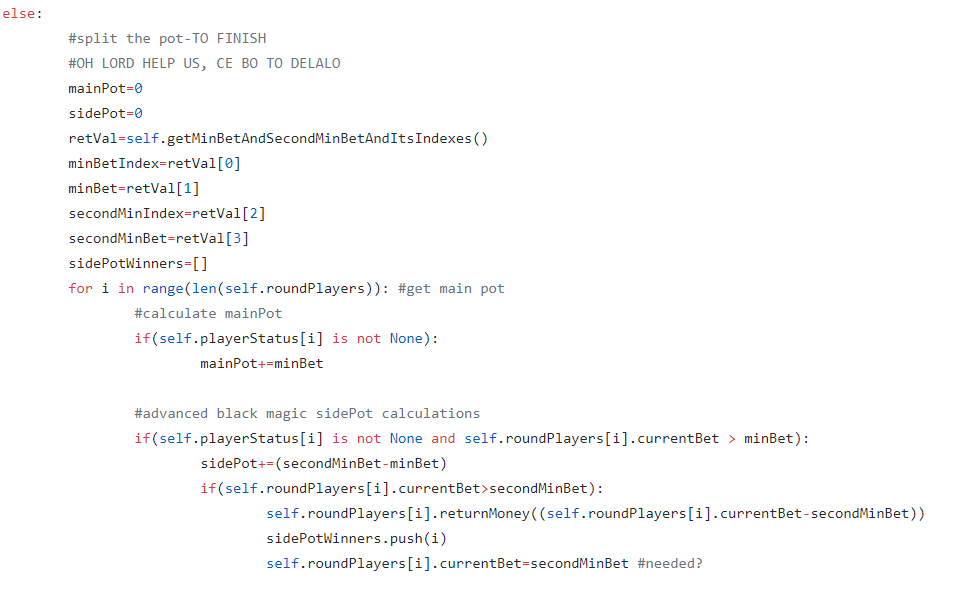 else:
#split the pot-TO FINISH
#OH LORD HELP US, CE BO TO DELALO
mainPot=0
sidePot=0
retVal=self.getMinBetAndSecondMinBetAndItsIndexes()
minBetIndex=retVal[0]
minBet=retVal[1]
secondMinIndex=retVal[2]
secondMinBet=retVal[3]
sidePotWinners=[]
for i in range(len(self.roundPlayers)): #get main pot
#calculate mainPot
if(self.playerStatus[i] is not None):
mainPot+=minBet
#advanced black magic sidePot calculations
if(self.playerStatus[i] is not None and self.roundPlayers[i].currentBet > minBet):
sidePot+=(secondMinBet-minBet)
if(self.roundPlayers[i].currentBet>secondMinBet):
self.roundPlayers[i].returnMoney((self.roundPlayers[i].currentBet-secondMinBet))
sidePotWinners.push(i)
self.roundPlayers[i].currentBet=secondMinBet #needed?